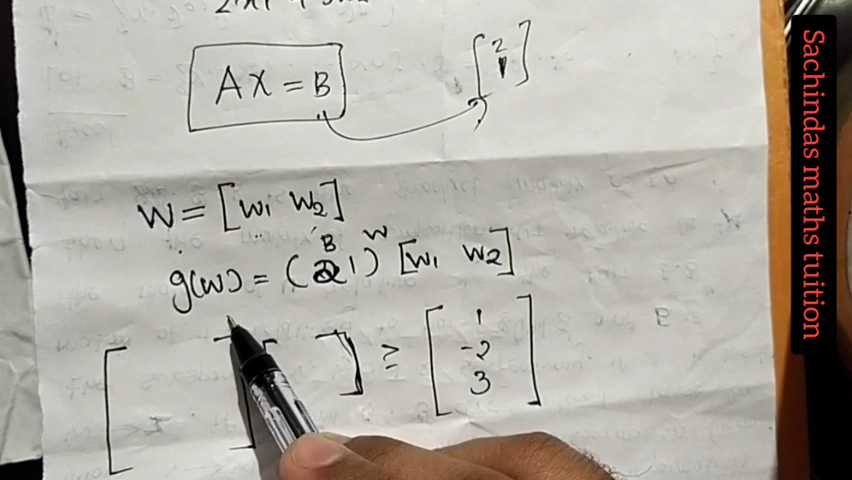 AX = B [2 1]
W = [w1 w2]
B W
g(w) = (2 1) [w1 w2]
[ ] [ ] ≥ [1 -2 3]
Sachindas maths tuition